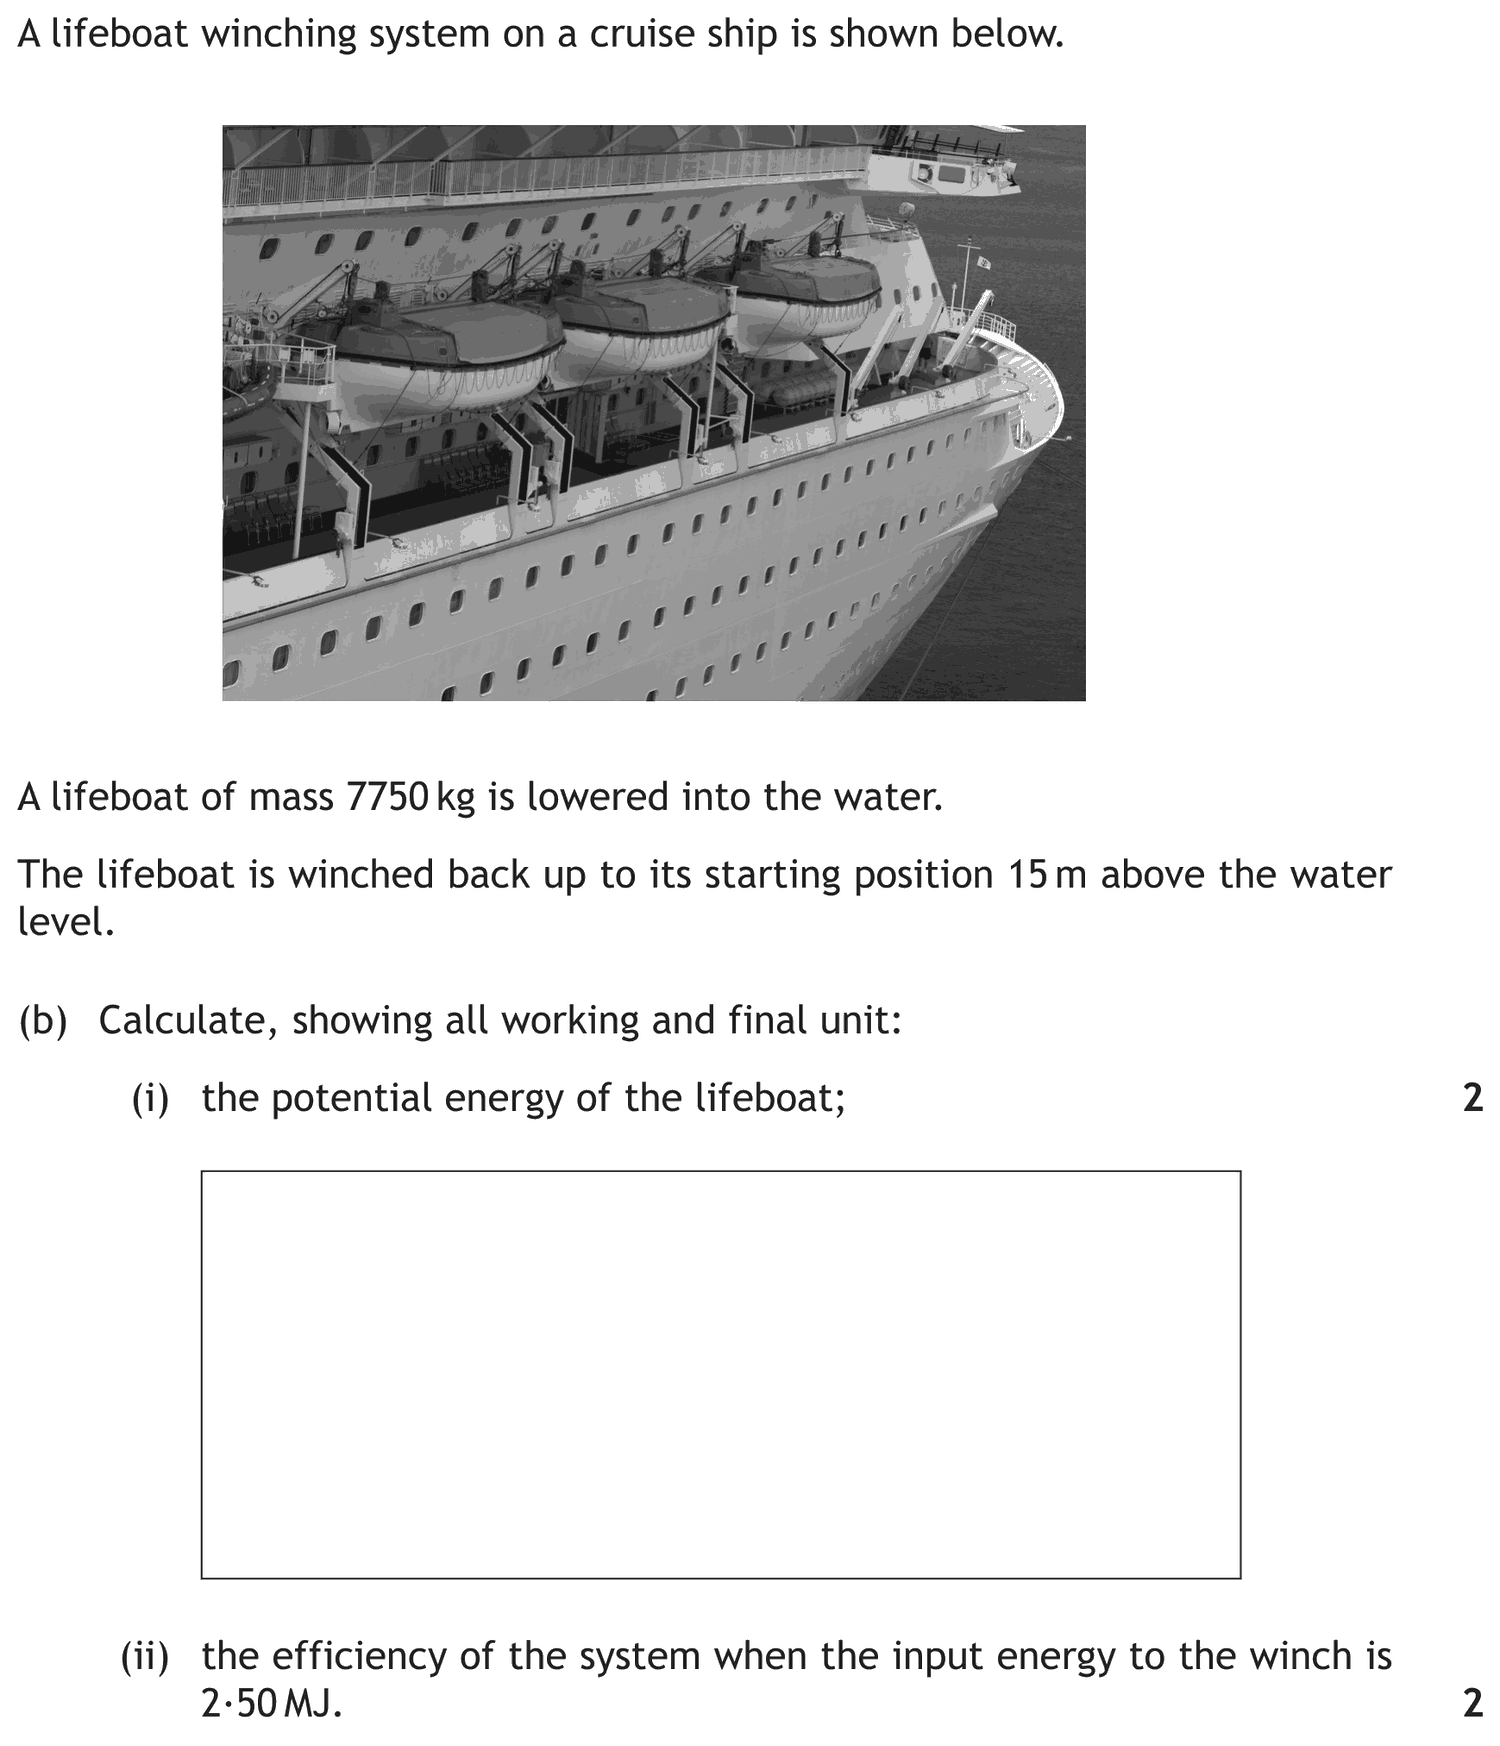 A lifeboat winching system on a cruise ship is shown below.
A lifeboat of mass 7750 kg is lowered into the water.
The lifeboat is winched back up to its starting position 15 m above the water
level.
(b) Calculate, showing all working and final unit:
(i) the potential energy of the lifeboat; 2
(ii) the efficiency of the system when the input energy to the winch is
2·50 MJ. 2